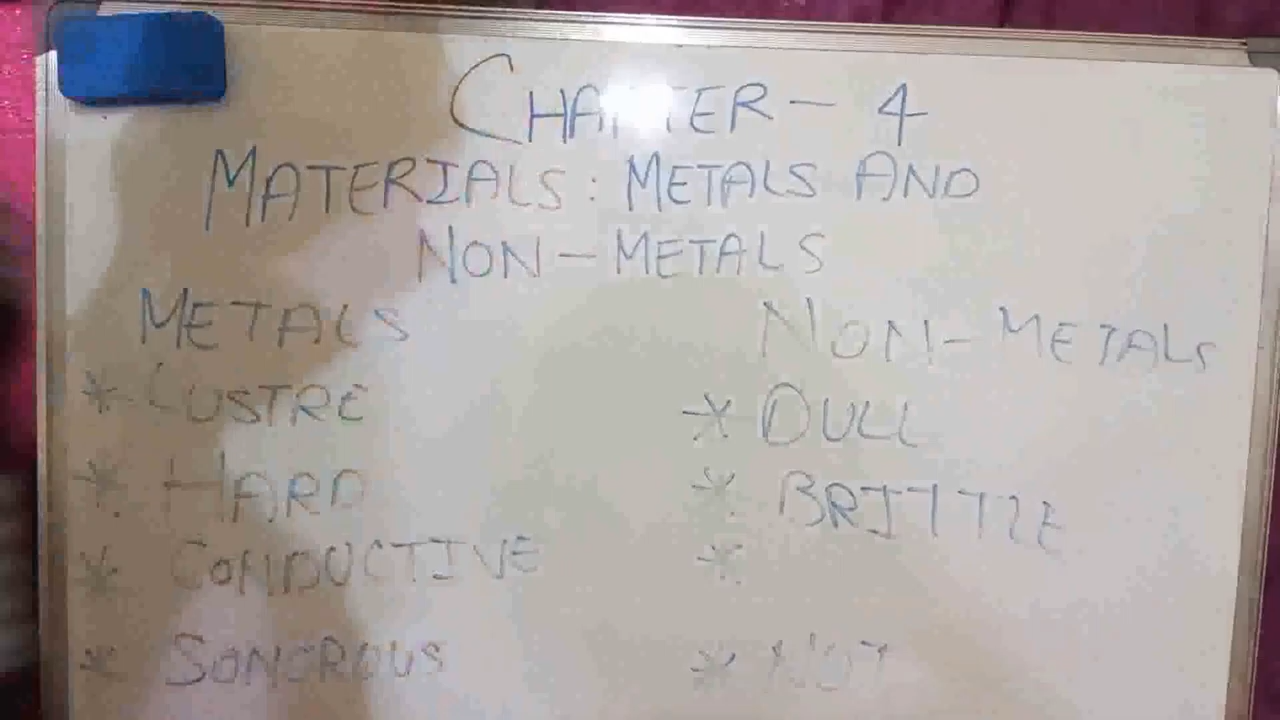 CHAPTER - 4
MATERIALS: METALS AND
NON-METALS
METALS NON-METALS
* LUSTRE * DULL
* HARD * BRITTLE
* CONDUCTIVE *
* SONOROUS * NOT